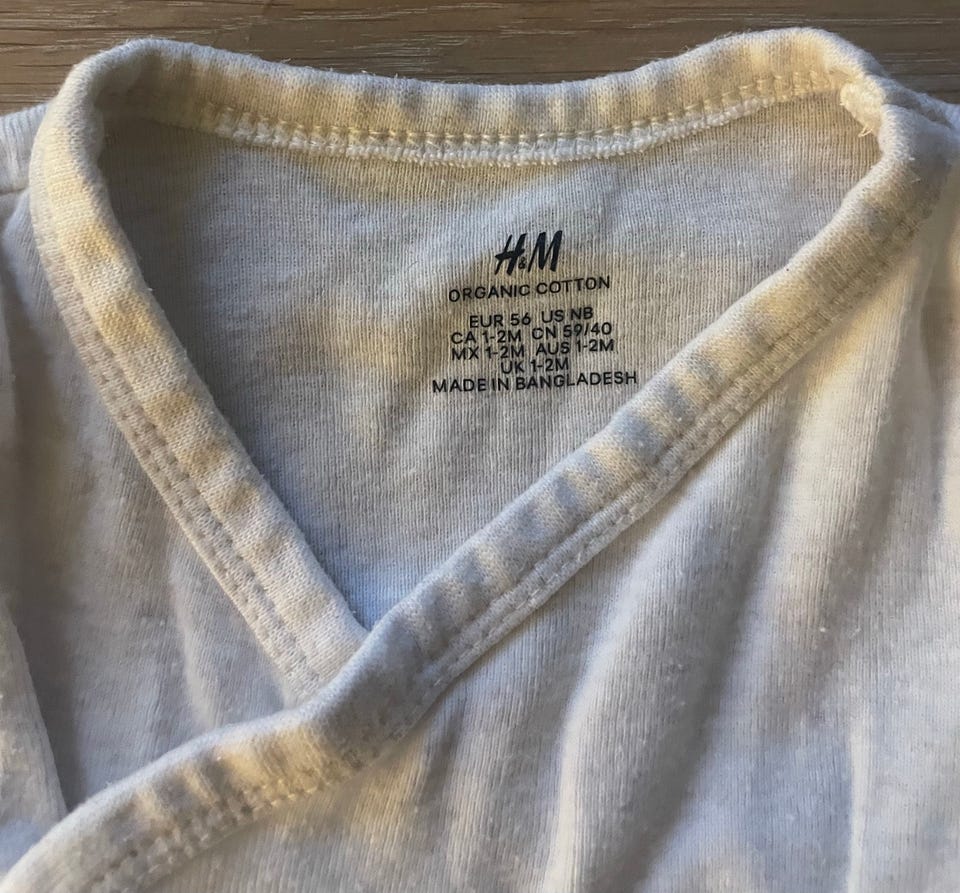 H&M
ORGANIC COTTON
EUR 56 US NB
CA 1-2M CN 59/40
MX 1-2M AUS 1-2M
UK 1-2M
MADE IN BANGLADESH